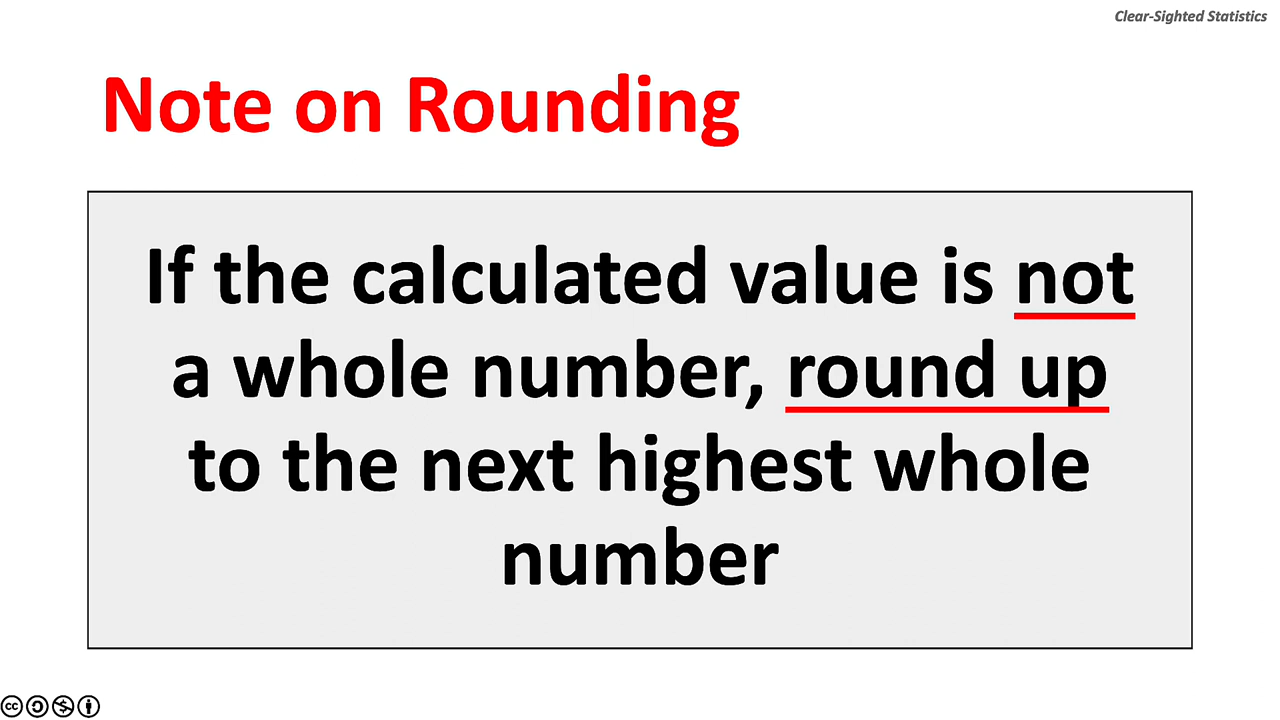 Clear-Sighted Statistics
Note on Rounding
If the calculated value is not
a whole number, round up
to the next highest whole
number